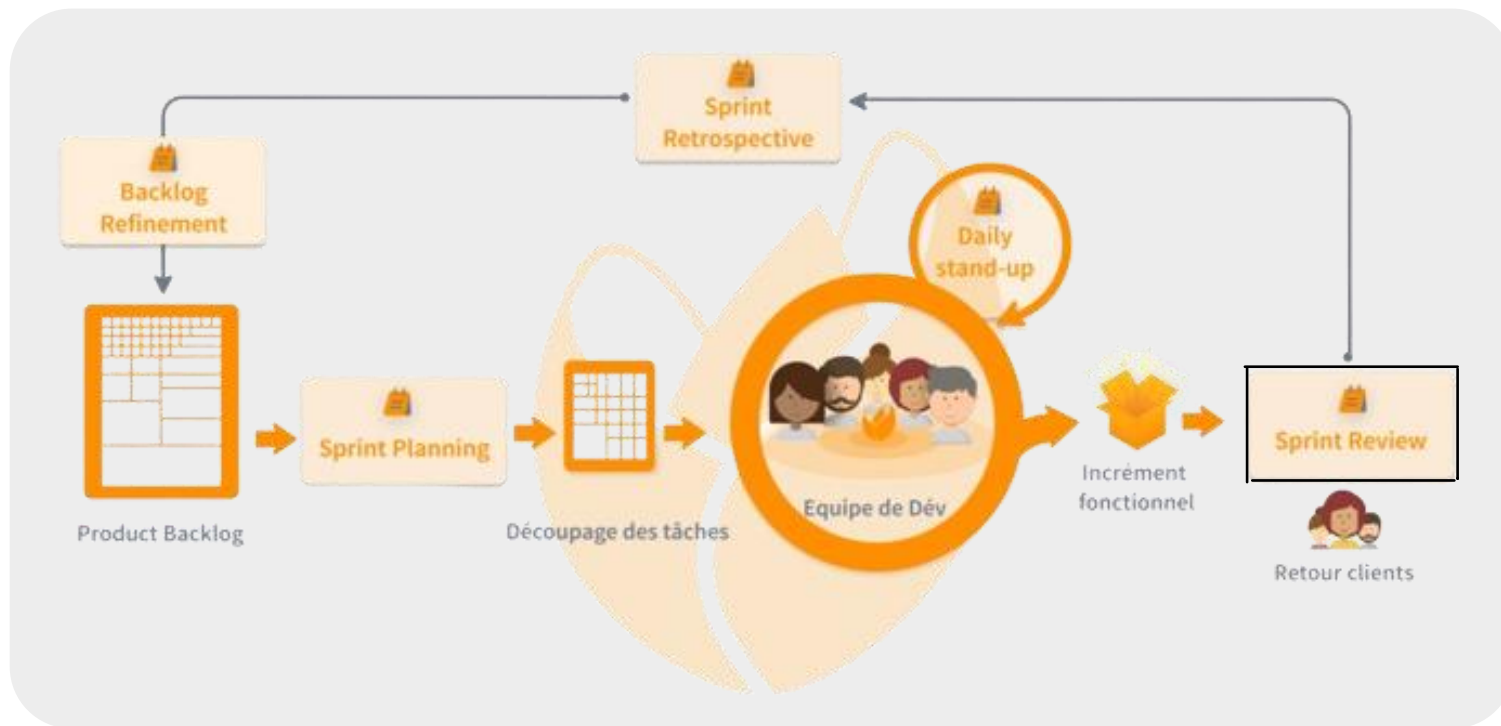 Sprint
Retrospective
Backlog
Refinement
Daily
stand-up
Sprint Planning
Sprint Review
Equipe de Dév
Incrément
fonctionnel
Product Backlog
Découpage des tâches
Retour clients